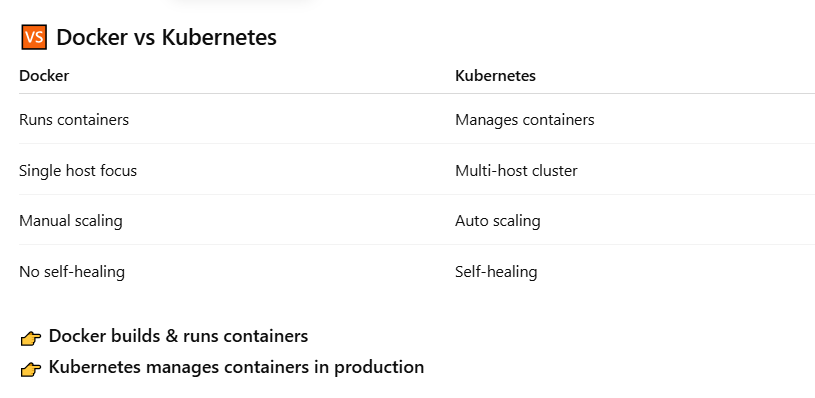 🆚 Docker vs Kubernetes
Docker Kubernetes
Runs containers Manages containers
Single host focus Multi-host cluster
Manual scaling Auto scaling
No self-healing Self-healing
👉 Docker builds & runs containers
👉 Kubernetes manages containers in production